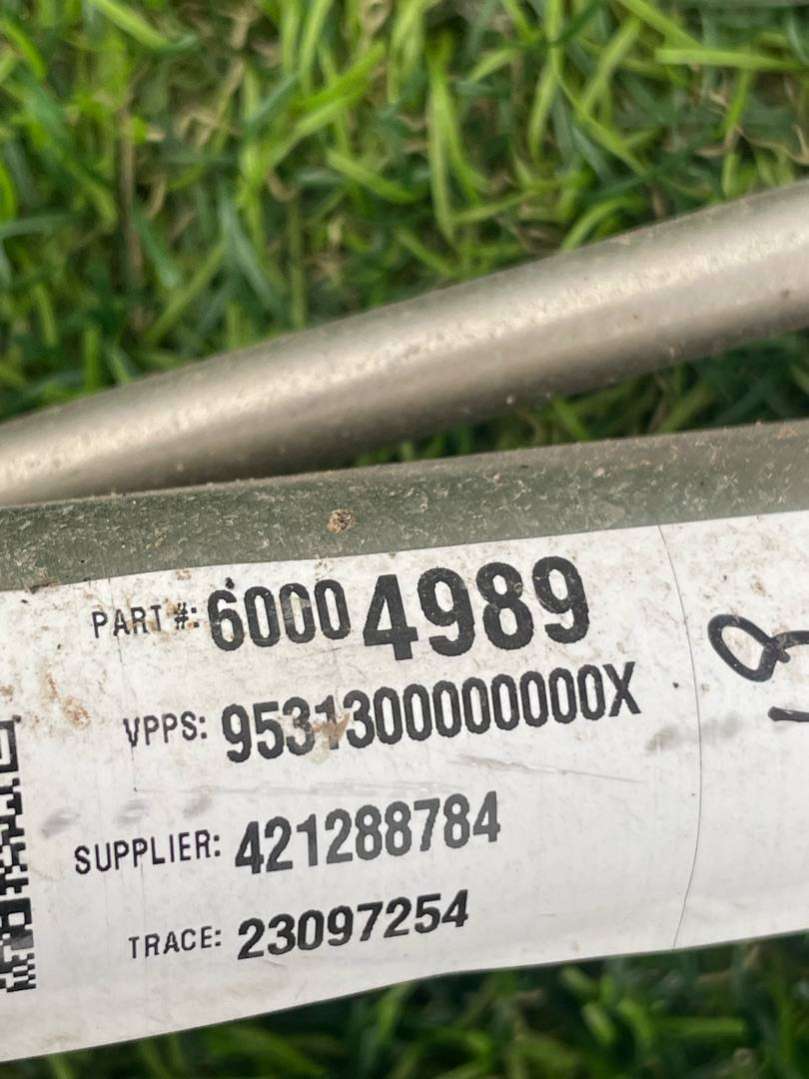 PART #: 60004989
VPPS: 9531300000000X
SUPPLIER: 421288784
TRACE: 23097254